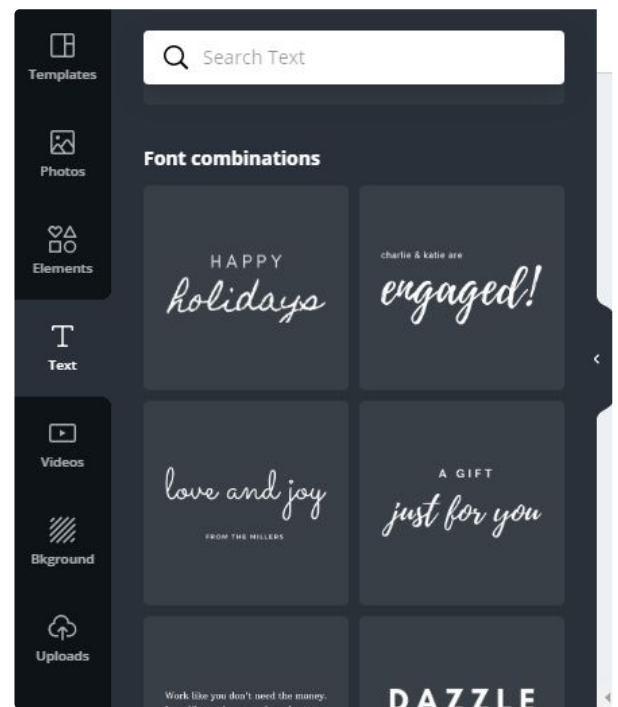 Templates
Photos
Elements
Text
Videos
Bkground
Uploads
Search Text
Font combinations
HAPPY
holidays
charlie & katie are
engaged!
love and joy
FROM THE MILLERS
A GIFT
just for you
Work like you don't need the money.
DAZZLE